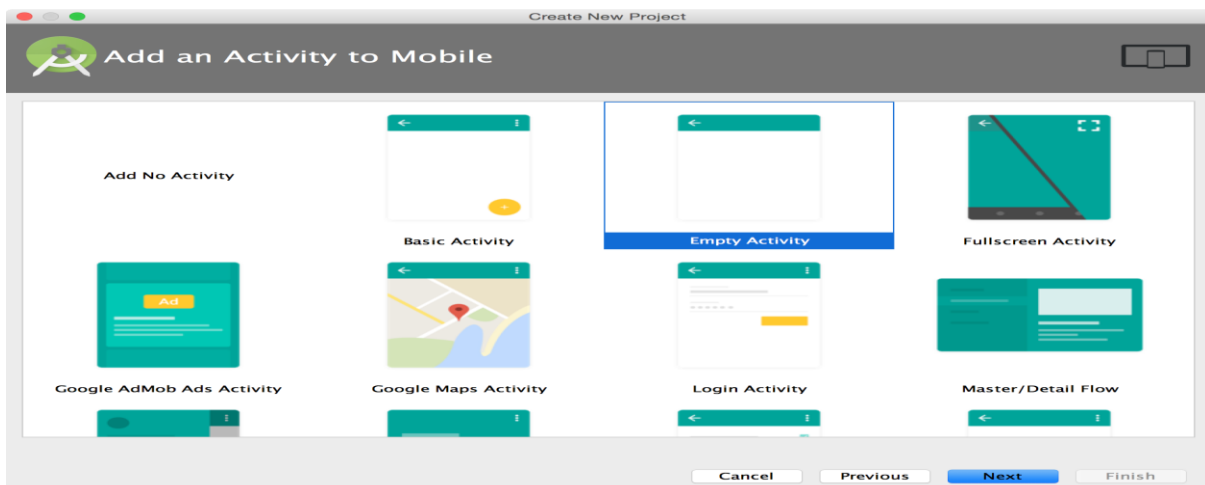 Create New Project
Add an Activity to Mobile
Add No Activity
Basic Activity
Empty Activity
Fullscreen Activity
Ad
Google AdMob Ads Activity
Google Maps Activity
Login Activity
Master/Detail Flow
Cancel
Previous
Next
Finish